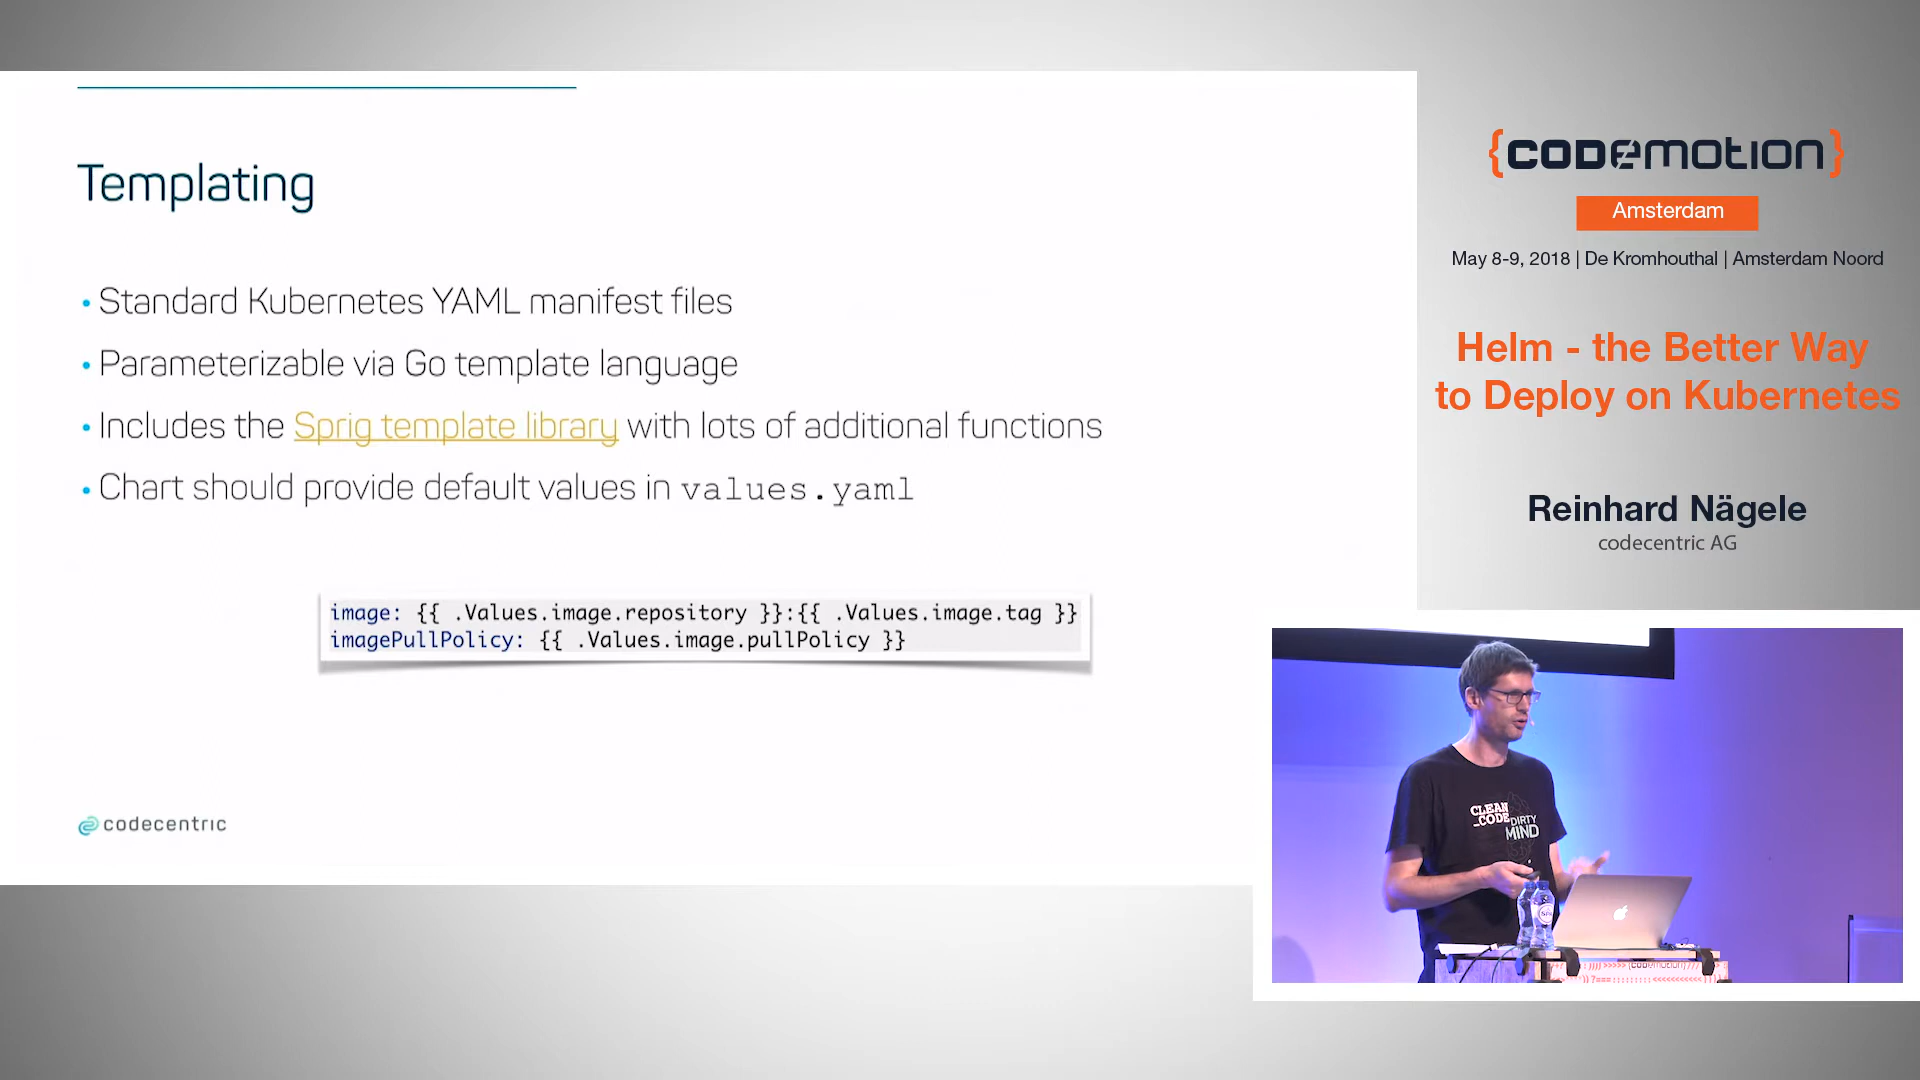 Templating
• Standard Kubernetes YAML manifest files
• Parameterizable via Go template language
• Includes the Sprig template library with lots of additional functions
• Chart should provide default values in values.yaml
image: {{ .Values.image.repository }}:{{ .Values.image.tag }}
imagePullPolicy: {{ .Values.image.pullPolicy }}
codecentric
{codemotion}
Amsterdam
May 8-9, 2018 | De Kromhouthal | Amsterdam Noord
Helm - the Better Way
to Deploy on Kubernetes
Reinhard Nägele
codecentric AG
CLEAN
_CODE
DIRTY
MIND